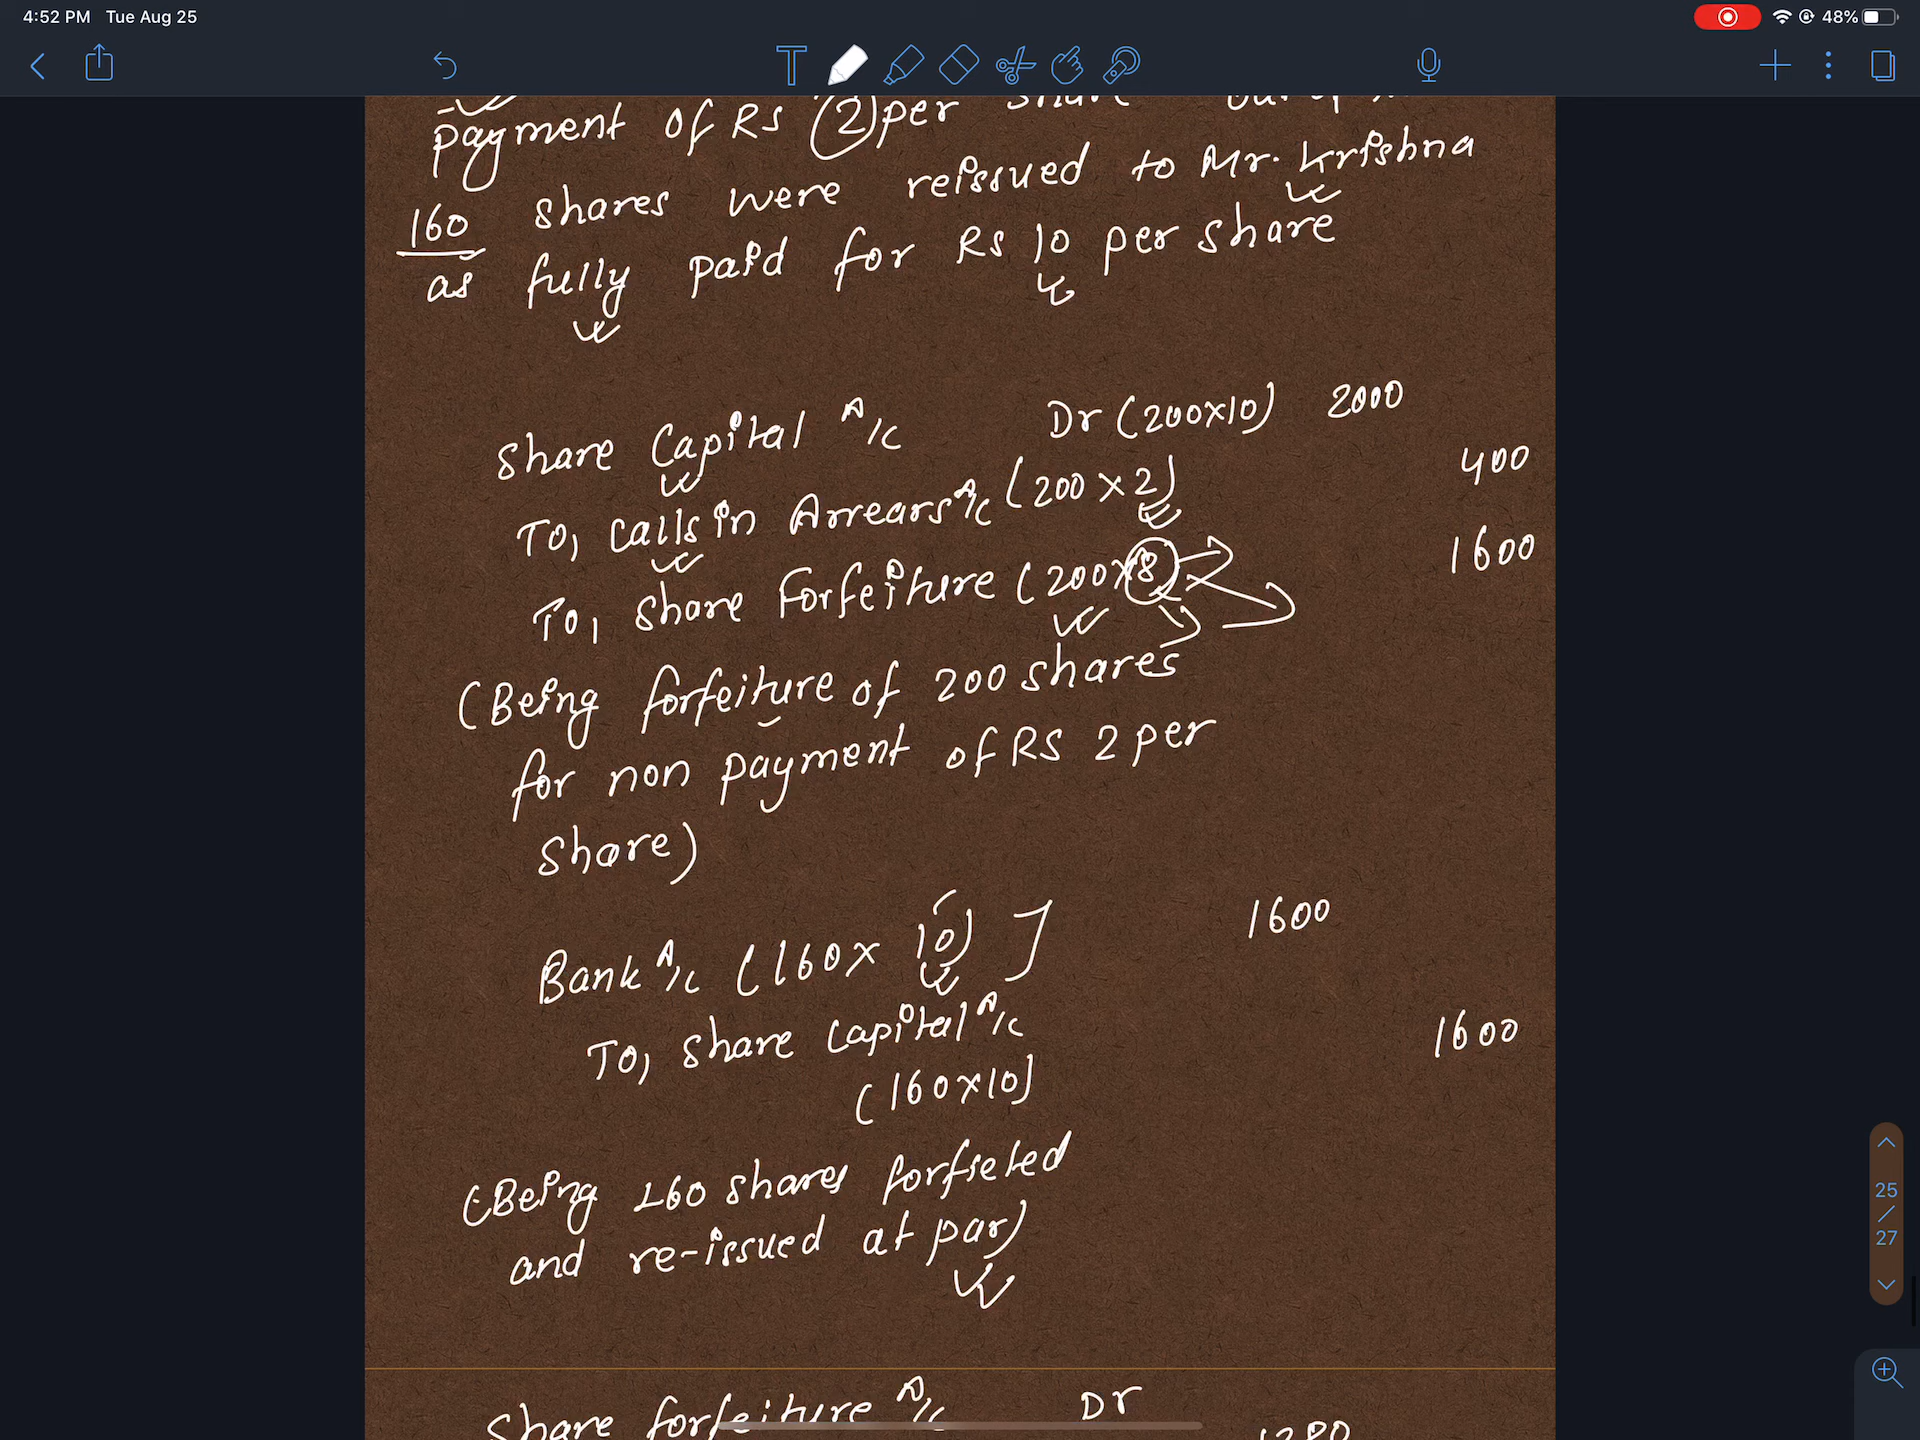 4:52 PM Tue Aug 25
48%
payment of Rs (2) per share
160 shares were reissued to Mr. Krishna
as fully paid for Rs 10 per share
Share Capital A/c Dr (200x10) 2000
To, Calls in Arrears A/c (200 x 2) 400
To, Share Forfeiture (200x8) 1600
(Being forfeiture of 200 shares
for non payment of RS 2 per
share)
Bank A/c (160x 10) ] 1600
To, Share Capital A/c 1600
(160x10)
(Being 160 shares forfieted
and re-issued at par)
Share forfeiture A/c Dr
1280
25
/
27